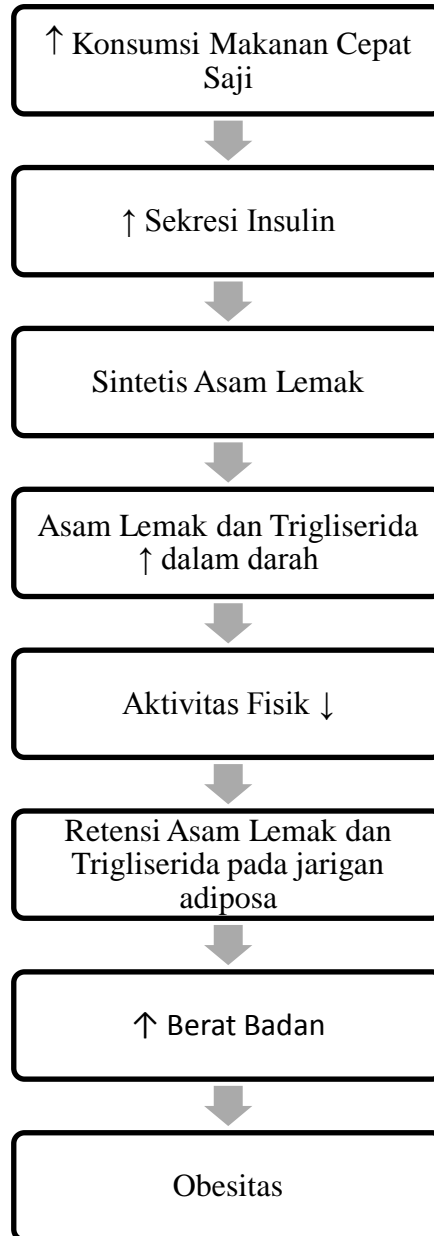 ↑ Konsumsi Makanan Cepat
Saji
↑ Sekresi Insulin
Sintetis Asam Lemak
Asam Lemak dan Trigliserida
↑ dalam darah
Aktivitas Fisik ↓
Retensi Asam Lemak dan
Trigliserida pada jarigan
adiposa
↑ Berat Badan
Obesitas